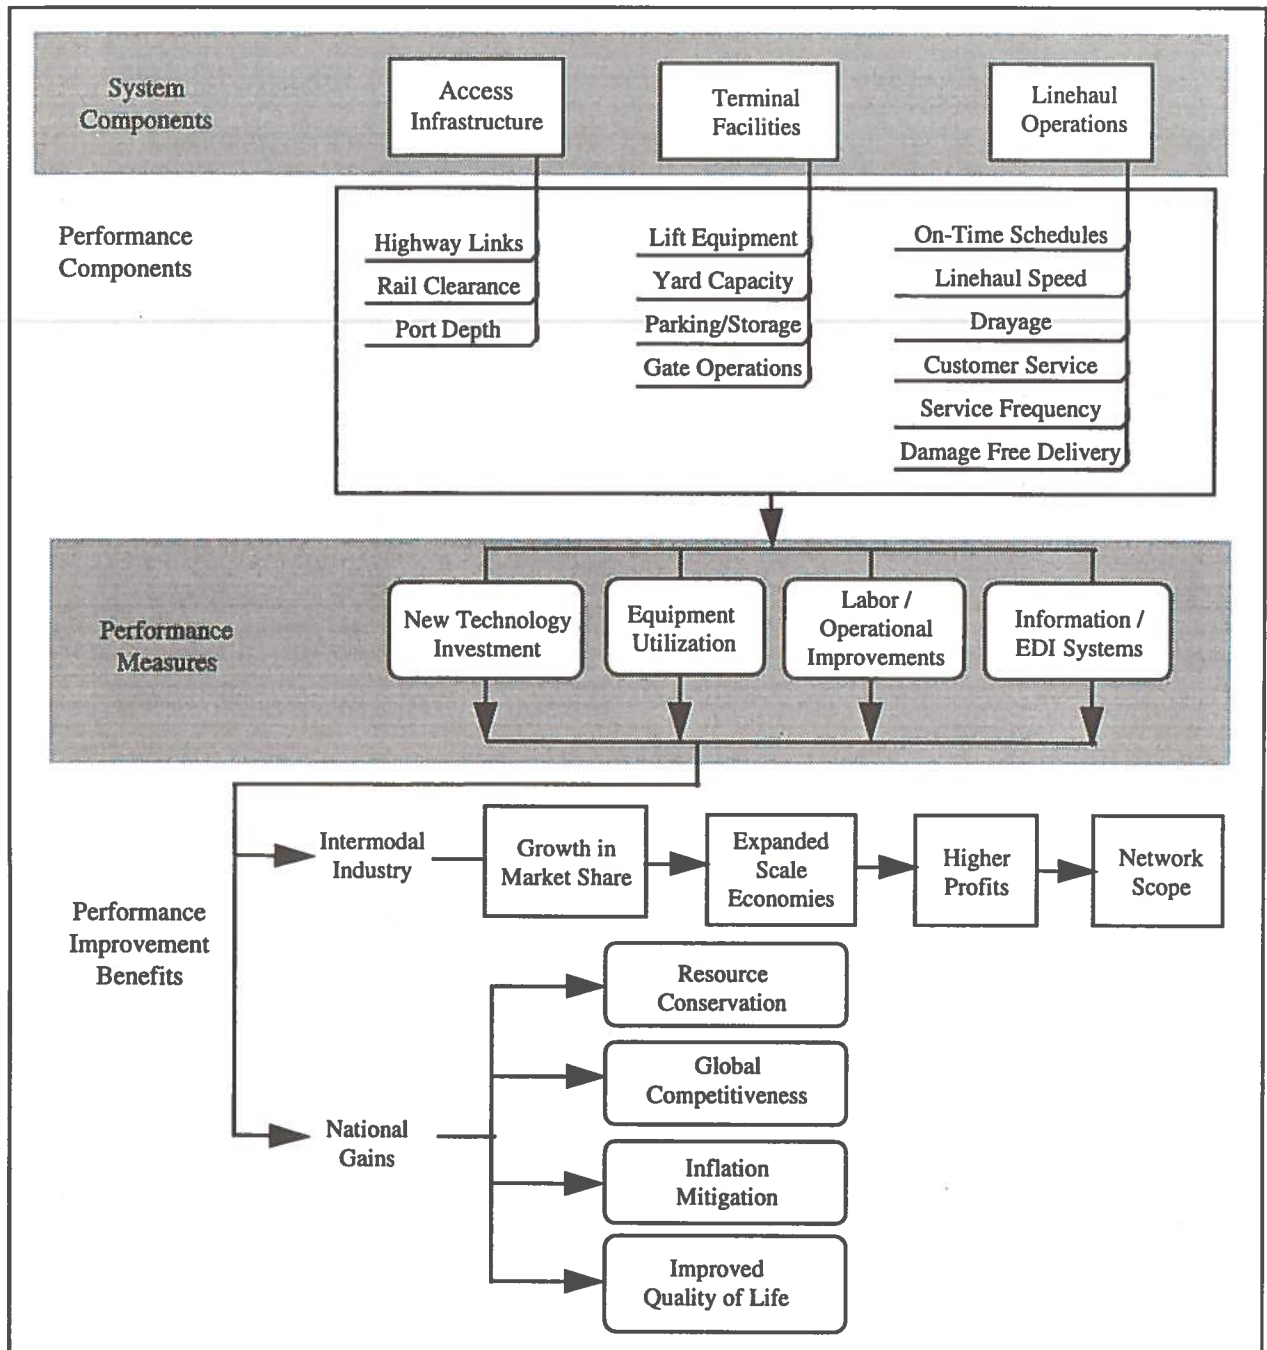 System
Components
Access
Infrastructure
Terminal
Facilities
Linehaul
Operations
Performance
Components
Highway Links
Rail Clearance
Port Depth
Lift Equipment
Yard Capacity
Parking/Storage
Gate Operations
On-Time Schedules
Linehaul Speed
Drayage
Customer Service
Service Frequency
Damage Free Delivery
Performance
Measures
New Technology
Investment
Equipment
Utilization
Labor /
Operational
Improvements
Information /
EDI Systems
Performance
Improvement
Benefits
Intermodal
Industry
Growth in
Market Share
Expanded
Scale
Economies
Higher
Profits
Network
Scope
National
Gains
Resource
Conservation
Global
Competitiveness
Inflation
Mitigation
Improved
Quality of Life